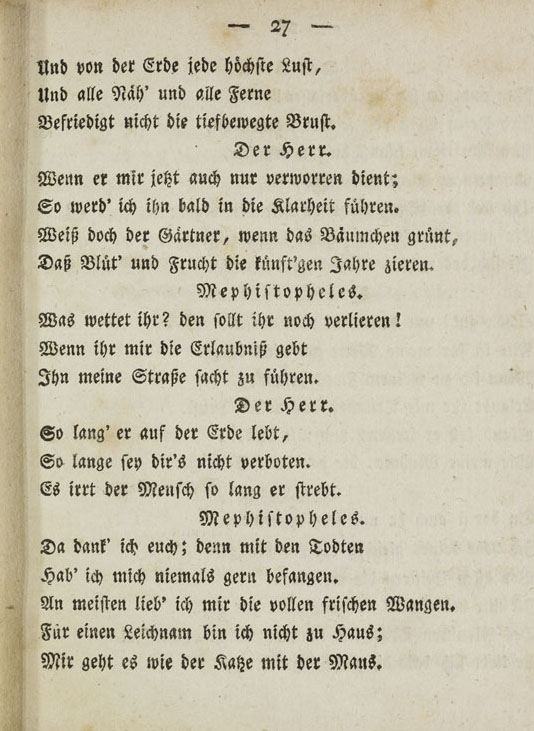 — 27 —
Und von der Erde jede höchste Lust,
Und alle Näh' und alle Ferne
Befriedigt nicht die tiefbewegte Brust.
Der Herr.
Wenn er mir jetzt auch nur verworren dient;
So werd' ich ihn bald in die Klarheit führen.
Weiß doch der Gärtner, wenn das Bäumchen grünt,
Daß Blüt' und Frucht die künft'gen Jahre zieren.
Mephistopheles.
Was wettet ihr? den sollt ihr noch verlieren!
Wenn ihr mir die Erlaubniß gebt
Ihn meine Straße sacht zu führen.
Der Herr.
So lang' er auf der Erde lebt,
So lange sey dir's nicht verboten.
Es irrt der Mensch so lang er strebt.
Mephistopheles.
Da dank' ich euch; denn mit den Todten
Hab' ich mich niemals gern befangen.
An meisten lieb' ich mir die vollen frischen Wangen.
Für einen Leichnam bin ich nicht zu Haus;
Mir geht es wie der Katze mit der Maus.